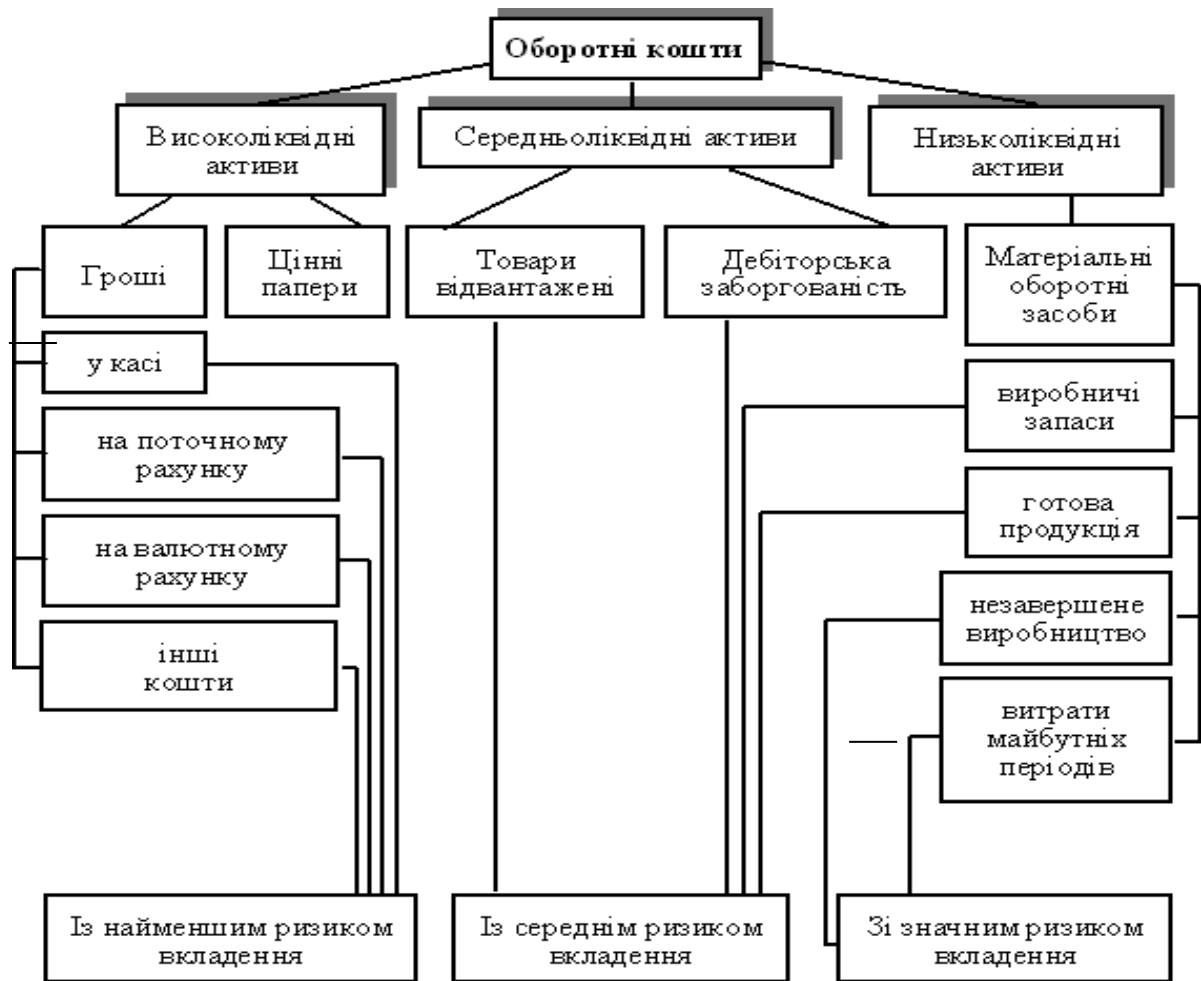 Оборотні кошти
Високоліквідні
активи
Середньоліквідні активи
Низьколіквідні
активи
Гроші
Цінні
папери
Товари
відвантажені
Дебіторська
заборгованість
Матеріальні
оборотні
засоби
у касі
на поточному
рахунку
на валютному
рахунку
інші
кошти
виробничі
запаси
готова
продукція
незавершене
виробництво
витрати
майбутніх
періодів
Із найменшим ризиком
вкладення
Із середнім ризиком
вкладення
Зі значним ризиком
вкладення